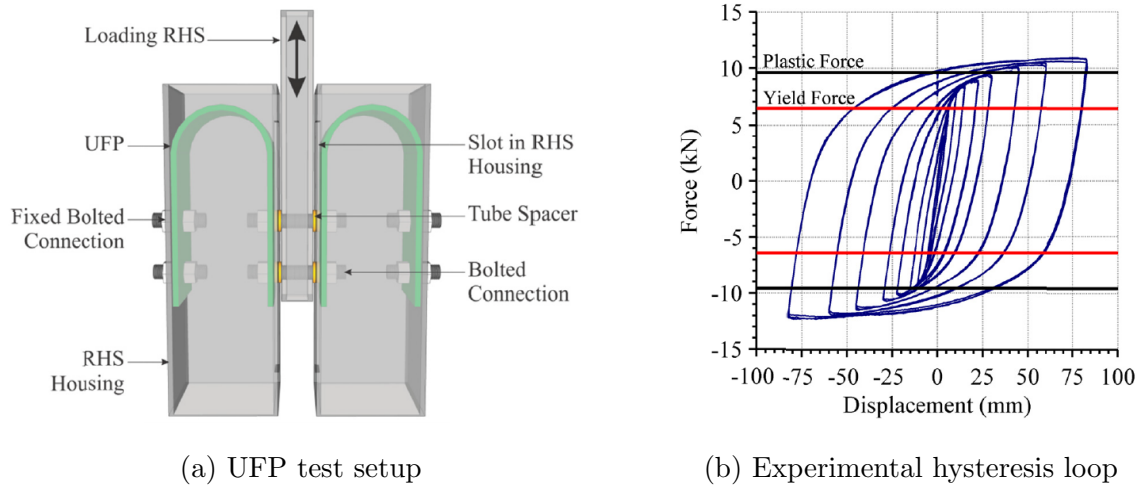 Loading RHS
UFP
Fixed Bolted
Connection
RHS
Housing
Slot in RHS
Housing
Tube Spacer
Bolted
Connection
(a) UFP test setup
Force (kN)
15
10
5
0
-5
-10
-15
Plastic Force
Yield Force
-100 -75 -50 -25 0 25 50 75 100
Displacement (mm)
(b) Experimental hysteresis loop